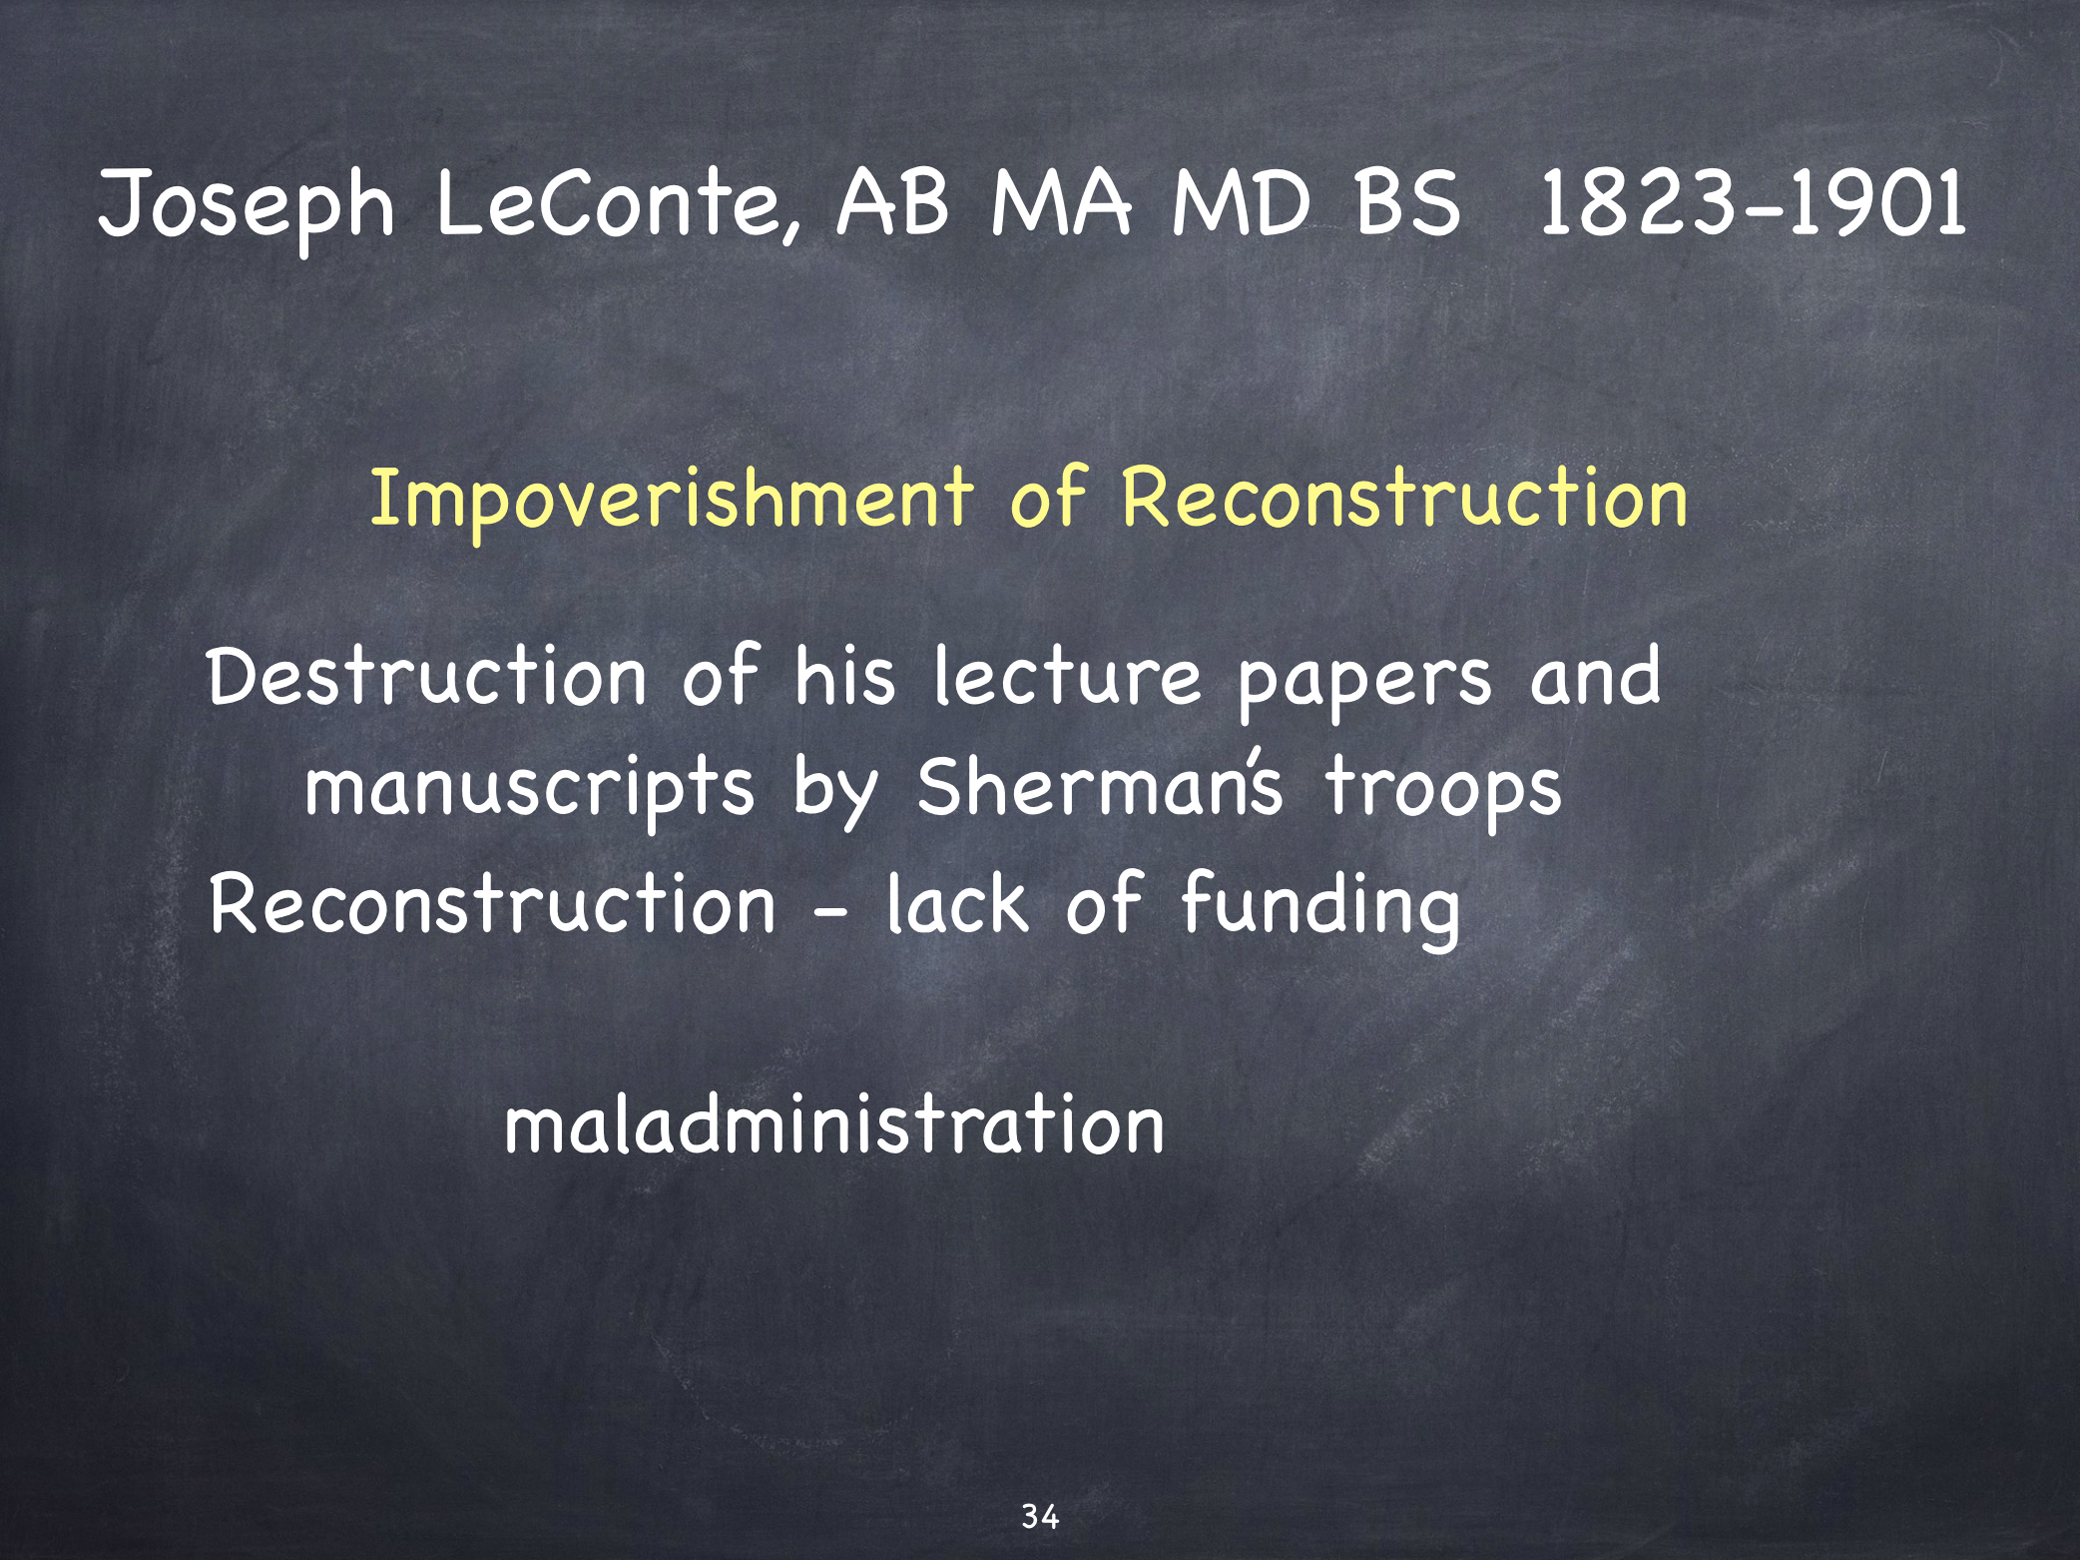 Joseph LeConte, AB MA MD BS 1823-1901
Impoverishment of Reconstruction
Destruction of his lecture papers and
manuscripts by Sherman's troops
Reconstruction - lack of funding
maladministration
34